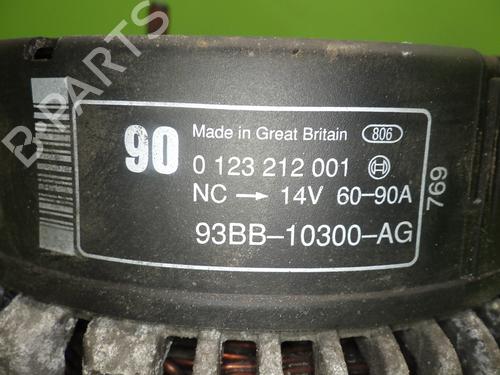 90 Made in Great Britain 806
0 123 212 001
NC → 14V 60–90A
93BB–10300–AG
769
B-PARTS